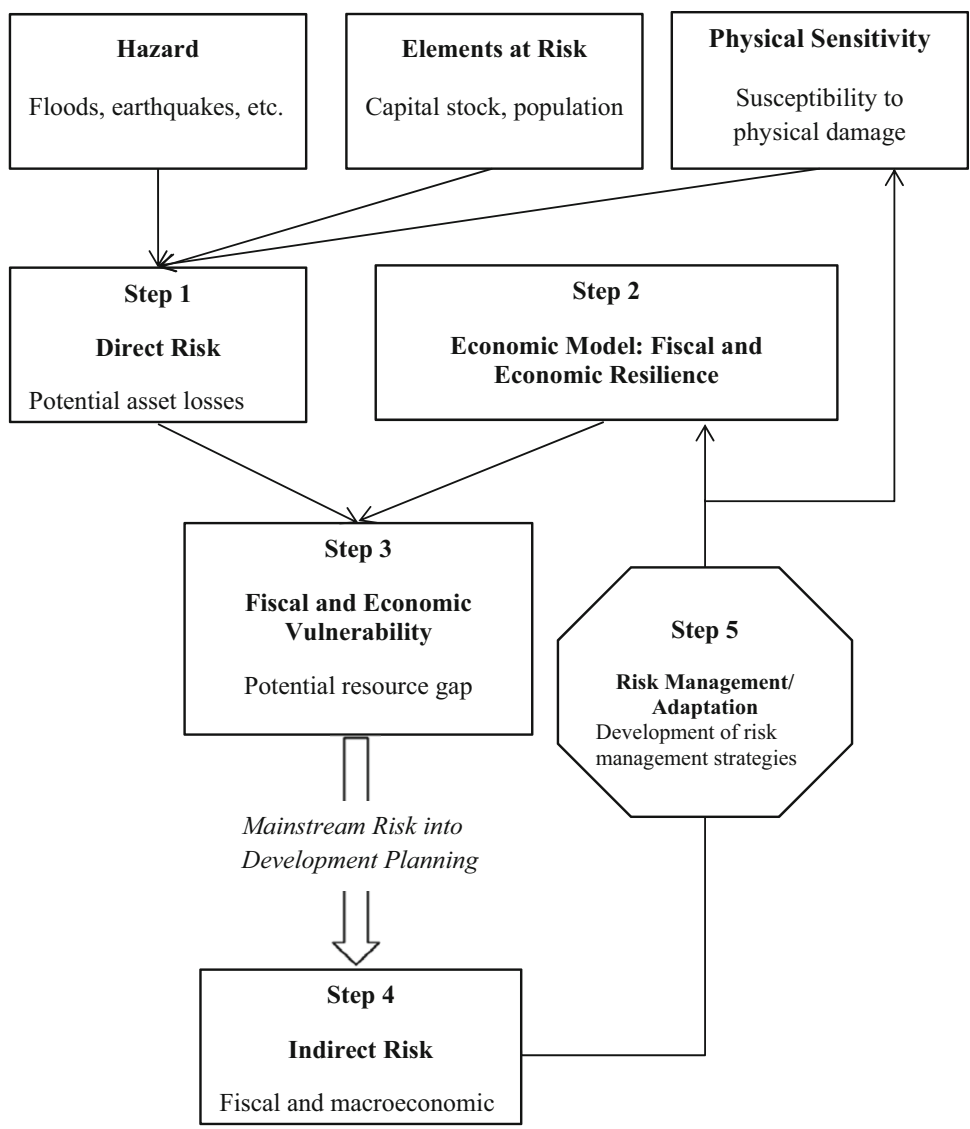 Hazard
Floods, earthquakes, etc.
Elements at Risk
Capital stock, population
Physical Sensitivity
Susceptibility to
physical damage
Step 1
Direct Risk
Potential asset losses
Step 2
Economic Model: Fiscal and
Economic Resilience
Step 3
Fiscal and Economic
Vulnerability
Potential resource gap
Step 5
Risk Management/
Adaptation
Development of risk
management strategies
Mainstream Risk into
Development Planning
Step 4
Indirect Risk
Fiscal and macroeconomic